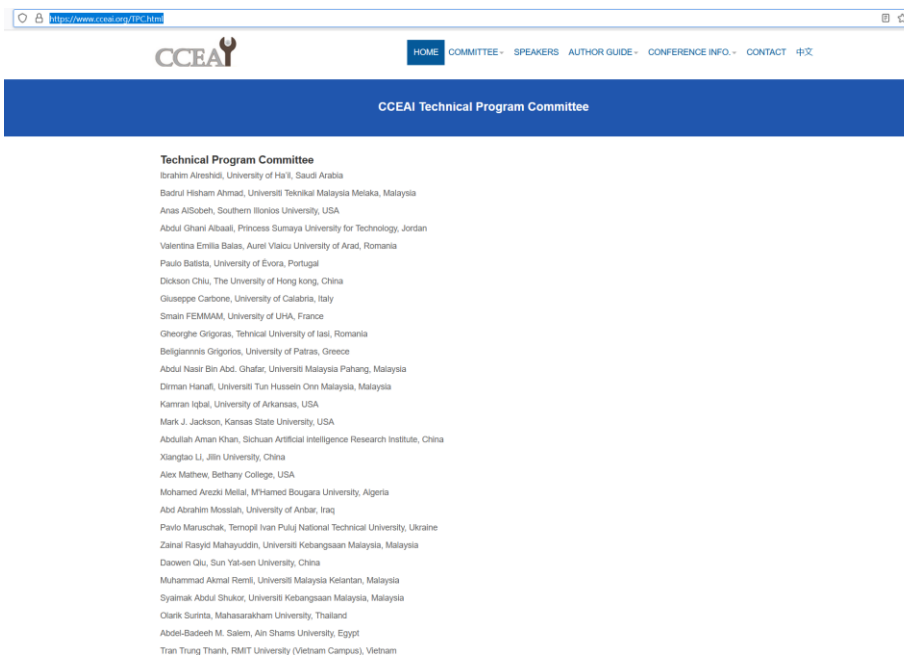 https://www.cceai.org/TPC.html
CCEAI
HOME COMMITTEE SPEAKERS AUTHOR GUIDE CONFERENCE INFO. CONTACT 中文
CCEAI Technical Program Committee
Technical Program Committee
Ibrahim Alreshidi, University of Ha'il, Saudi Arabia
Badrul Hisham Ahmad, Universiti Teknikal Malaysia Melaka, Malaysia
Anas AlSobeh, Southern Illonios University, USA
Abdul Ghani Albaali, Princess Sumaya University for Technology, Jordan
Valentina Emilia Balas, Aurel Vlaicu University of Arad, Romania
Paulo Batista, University of Évora, Portugal
Dickson Chiu, The Unversity of Hong kong, China
Giuseppe Carbone, University of Calabria, Italy
Smain FEMMAM, University of UHA, France
Gheorghe Grigoras, Tehnical University of Iasi, Romania
Beligiannnis Grigorios, University of Patras, Greece
Abdul Nasir Bin Abd. Ghafar, Universiti Malaysia Pahang, Malaysia
Dirman Hanafi, Universiti Tun Hussein Onn Malaysia, Malaysia
Kamran Iqbal, University of Arkansas, USA
Mark J. Jackson, Kansas State University, USA
Abdullah Aman Khan, Sichuan Artificial intelligence Research Institute, China
Xiangtao Li, Jilin University, China
Alex Mathew, Bethany College, USA
Mohamed Arezki Mellal, M'Hamed Bougara University, Algeria
Abd Abrahim Mosslah, University of Anbar, Iraq
Pavlo Maruschak, Ternopil Ivan Puluj National Technical University, Ukraine
Zainal Rasyid Mahayuddin, Universiti Kebangsaan Malaysia, Malaysia
Daowen Qiu, Sun Yat-sen University, China
Muhammad Akmal Remli, Universiti Malaysia Kelantan, Malaysia
Syaimak Abdul Shukor, Universiti Kebangsaan Malaysia, Malaysia
Olarik Surinta, Mahasarakham University, Thailand
Abdel-Badeeh M. Salem, Ain Shams University, Egypt
Tran Trung Thanh, RMIT University (Vietnam Campus), Vietnam